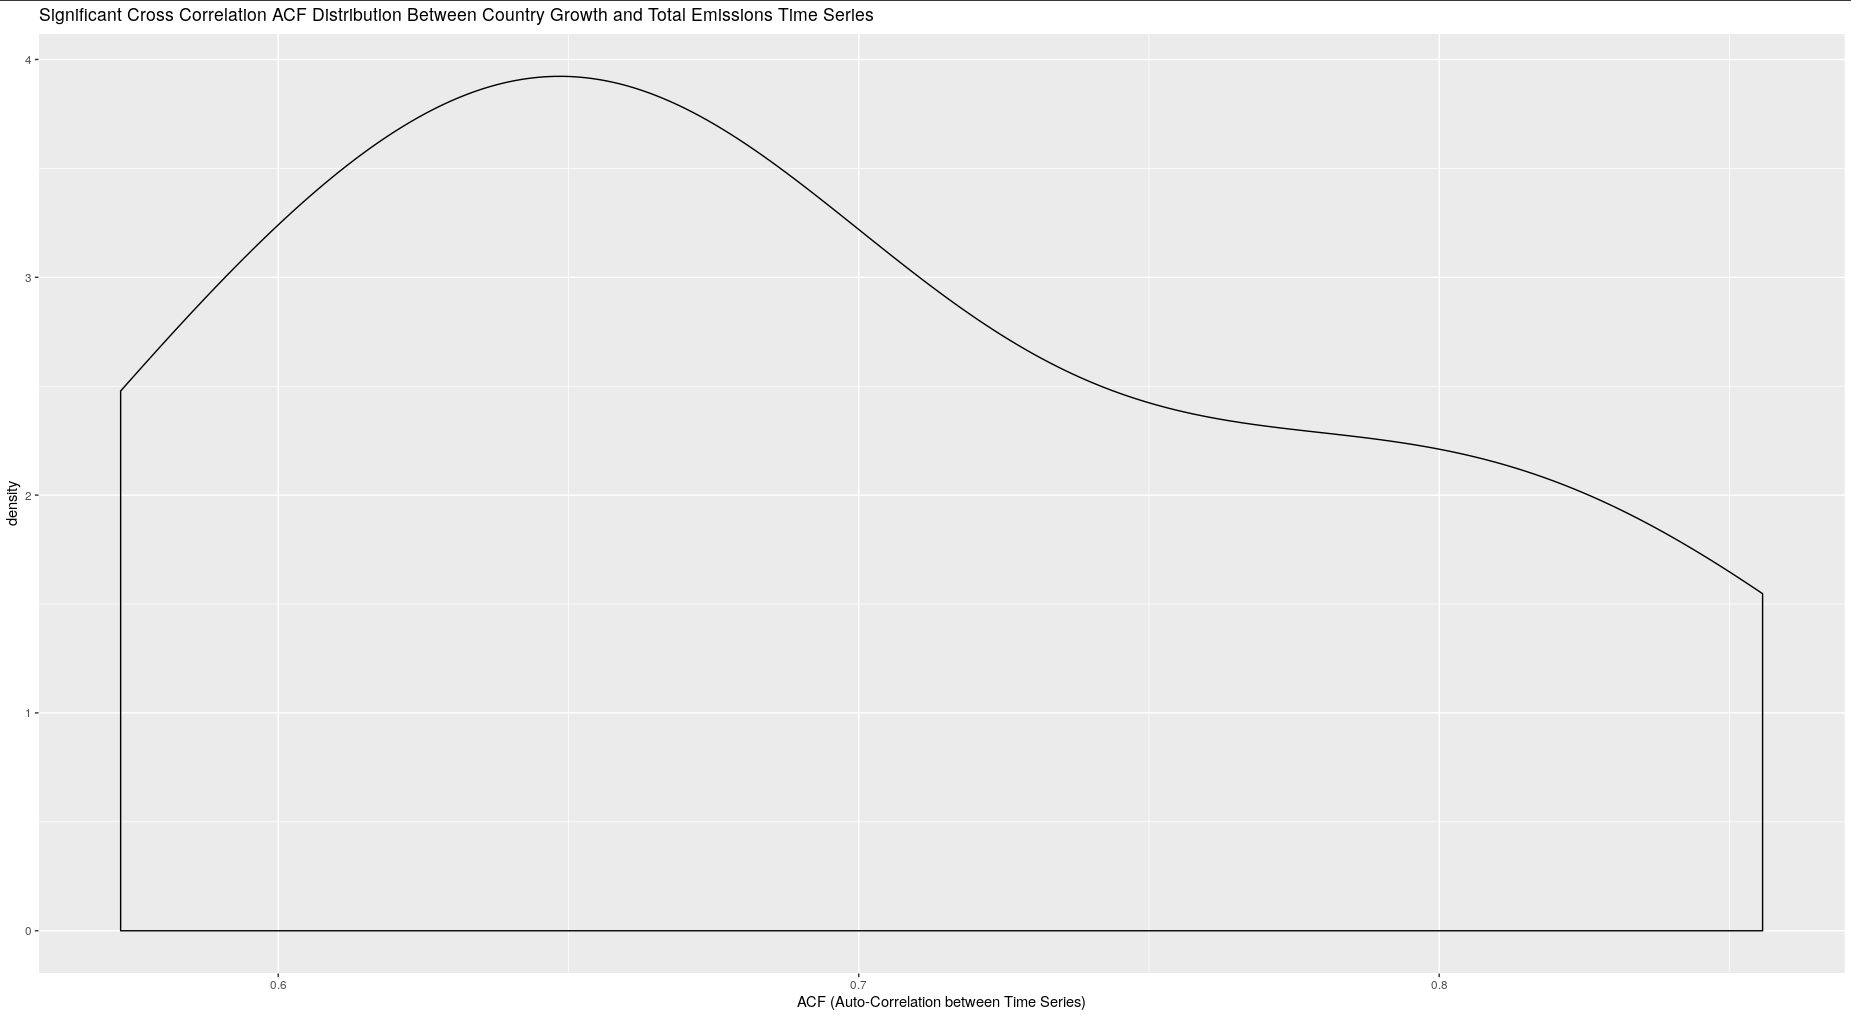 Significant Cross Correlation ACF Distribution Between Country Growth and Total Emissions Time Series
4
3
2
1
0
density
0.6 0.7 0.8
ACF (Auto-Correlation between Time Series)